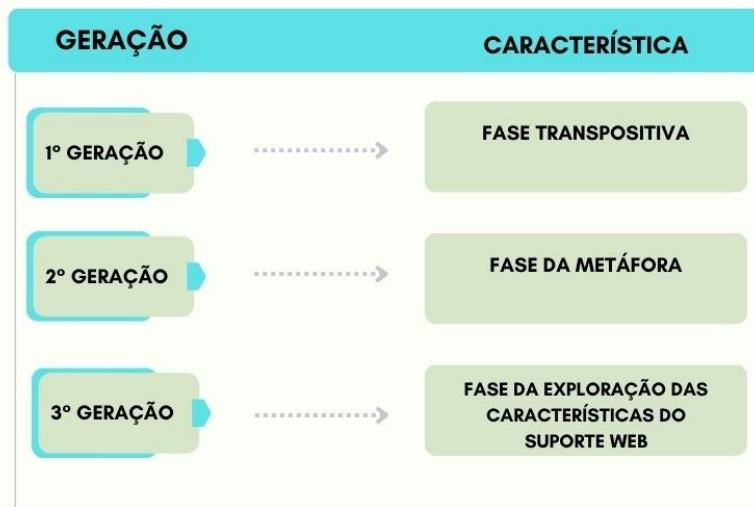 GERAÇÃO
CARACTERÍSTICA
1º GERAÇÃO
FASE TRANSPOSITIVA
2º GERAÇÃO
FASE DA METÁFORA
3º GERAÇÃO
FASE DA EXPLORAÇÃO DAS
CARACTERÍSTICAS DO
SUPORTE WEB